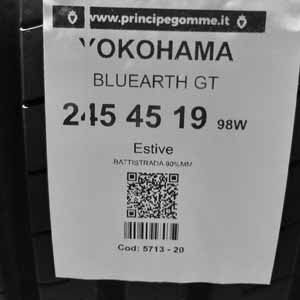 www.principegomme.it
YOKOHAMA
BLUEARTH GT
245 45 19 98W
Estive
BATTISTRADA 90%MM
Cod: 5713 - 20